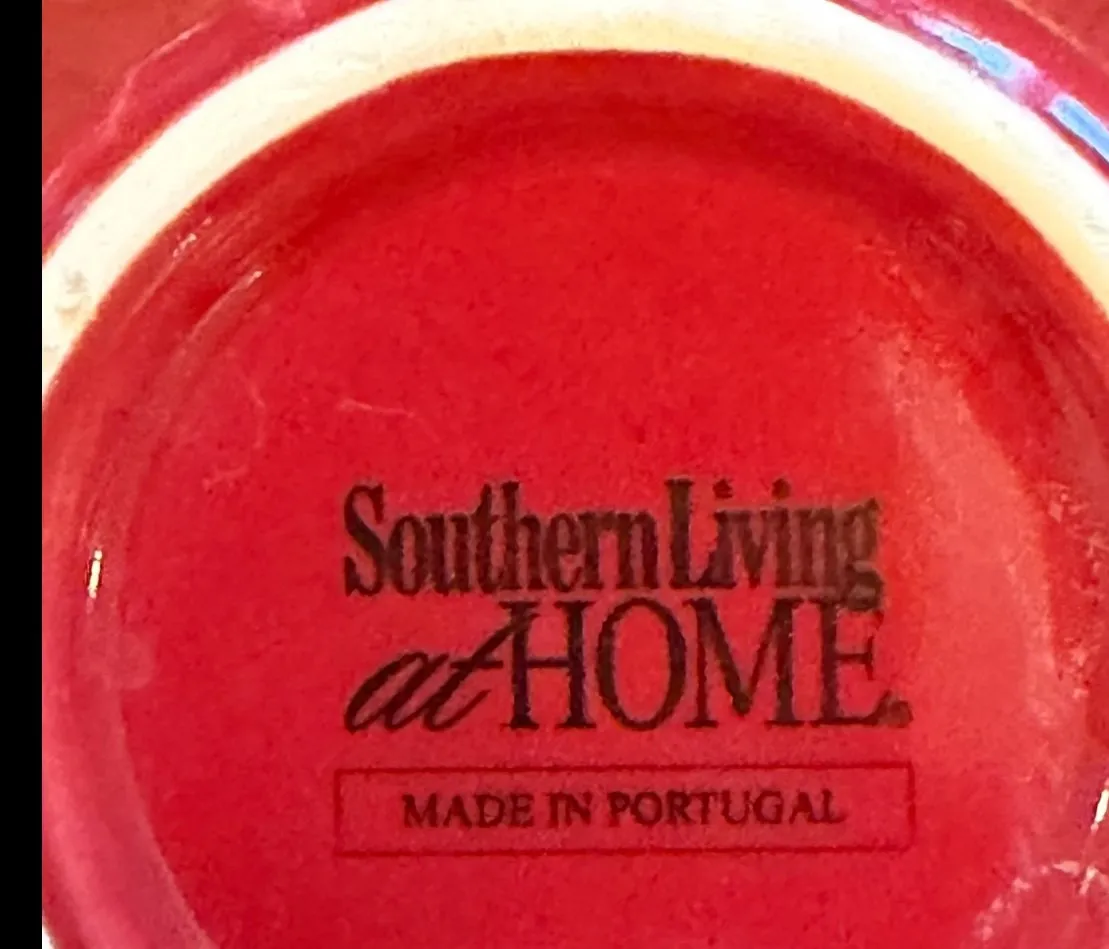 Southern Living
at HOME®
MADE IN PORTUGAL